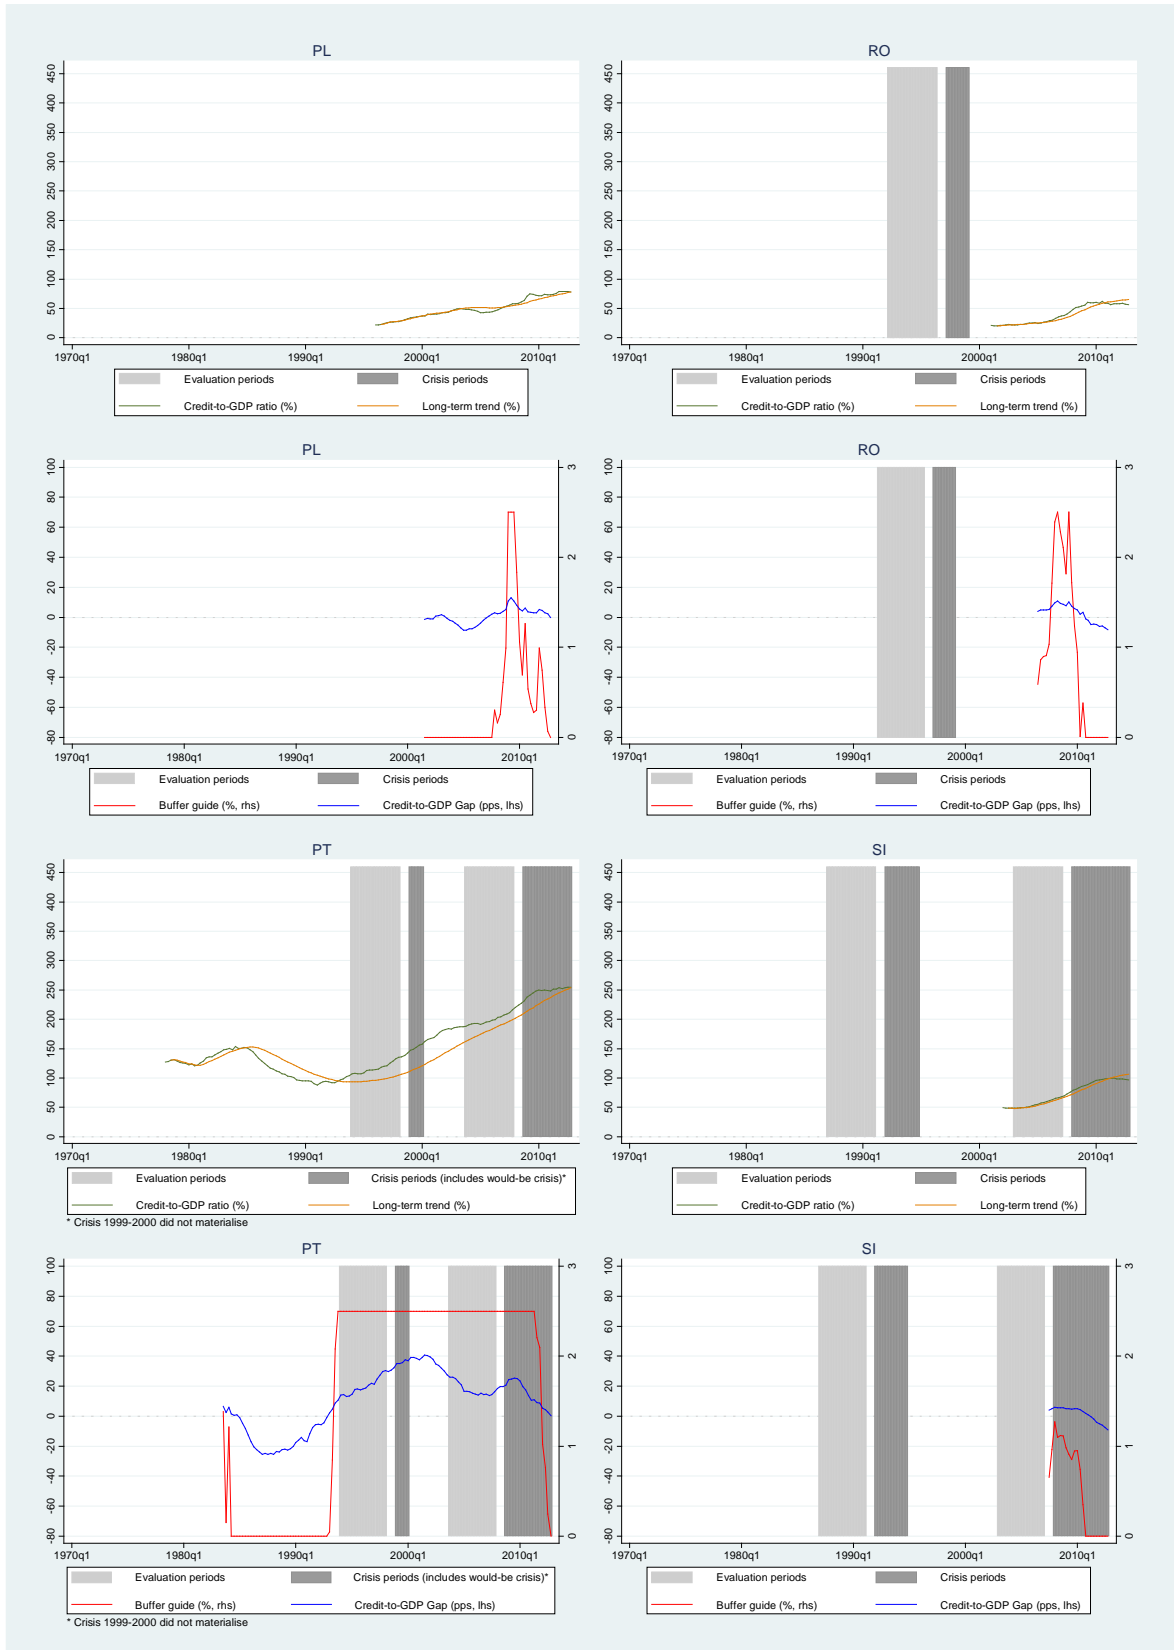 PL
RO
450
400
350
300
250
200
150
100
50
0
1970q1 1980q1 1990q1 2000q1 2010q1
Evaluation periods Crisis periods
Credit-to-GDP ratio (%) Long-term trend (%)
450
400
350
300
250
200
150
100
50
0
1970q1 1980q1 1990q1 2000q1 2010q1
Evaluation periods Crisis periods
Credit-to-GDP ratio (%) Long-term trend (%)
PL
RO
100
80
60
40
20
0
-20
-40
-60
-80
3
2
1
0
1970q1 1980q1 1990q1 2000q1 2010q1
Evaluation periods Crisis periods
Buffer guide (%, rhs) Credit-to-GDP Gap (pps, lhs)
100
80
60
40
20
0
-20
-40
-60
-80
3
2
1
0
1970q1 1980q1 1990q1 2000q1 2010q1
Evaluation periods Crisis periods
Buffer guide (%, rhs) Credit-to-GDP Gap (pps, lhs)
PT
SI
450
400
350
300
250
200
150
100
50
0
1970q1 1980q1 1990q1 2000q1 2010q1
Evaluation periods Crisis periods (includes would-be crisis)*
Credit-to-GDP ratio (%) Long-term trend (%)
* Crisis 1999-2000 did not materialise
450
400
350
300
250
200
150
100
50
0
1970q1 1980q1 1990q1 2000q1 2010q1
Evaluation periods Crisis periods
Credit-to-GDP ratio (%) Long-term trend (%)
PT
SI
100
80
60
40
20
0
-20
-40
-60
-80
3
2
1
0
1970q1 1980q1 1990q1 2000q1 2010q1
Evaluation periods Crisis periods (includes would-be crisis)*
Buffer guide (%, rhs) Credit-to-GDP Gap (pps, lhs)
* Crisis 1999-2000 did not materialise
100
80
60
40
20
0
-20
-40
-60
-80
3
2
1
0
1970q1 1980q1 1990q1 2000q1 2010q1
Evaluation periods Crisis periods
Buffer guide (%, rhs) Credit-to-GDP Gap (pps, lhs)